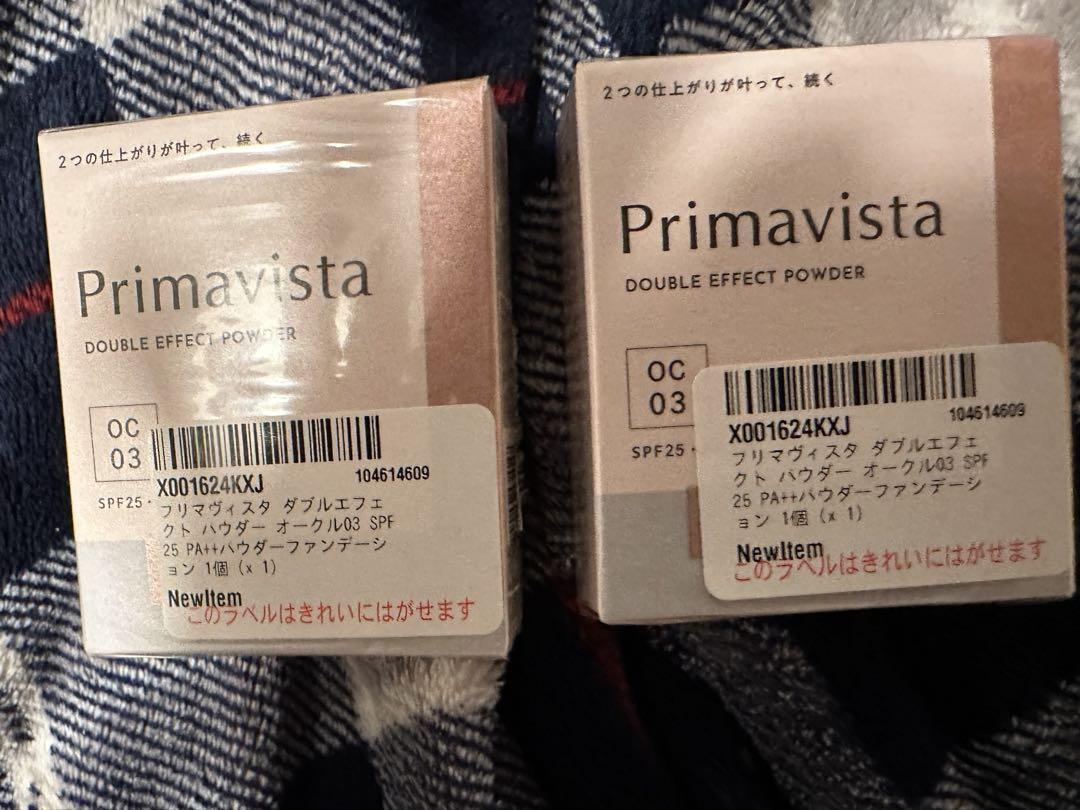 2つの仕上がりが叶って、続く
Primavista
DOUBLE EFFECT POWDER
OC
03
SPF25・
X001624KXJ
104614609
プリマヴィスタ ダブルエフェ
クト パウダー オークル03 SPF
25 PA++パウダーファンデーシ
ョン 1個 (x 1)
NewItem
このラベルはきれいにはがせます
2つの仕上がりが叶って、続く
Primavista
DOUBLE EFFECT POWDER
OC
03
SPF25・
104614609
X001624KXJ
プリマヴィスタ ダブルエフェ
クト パウダー オークル03 SPF
25 PA++パウダーファンデーシ
ョン 1個 (x 1)
NewItem
このラベルはきれいにはがせます